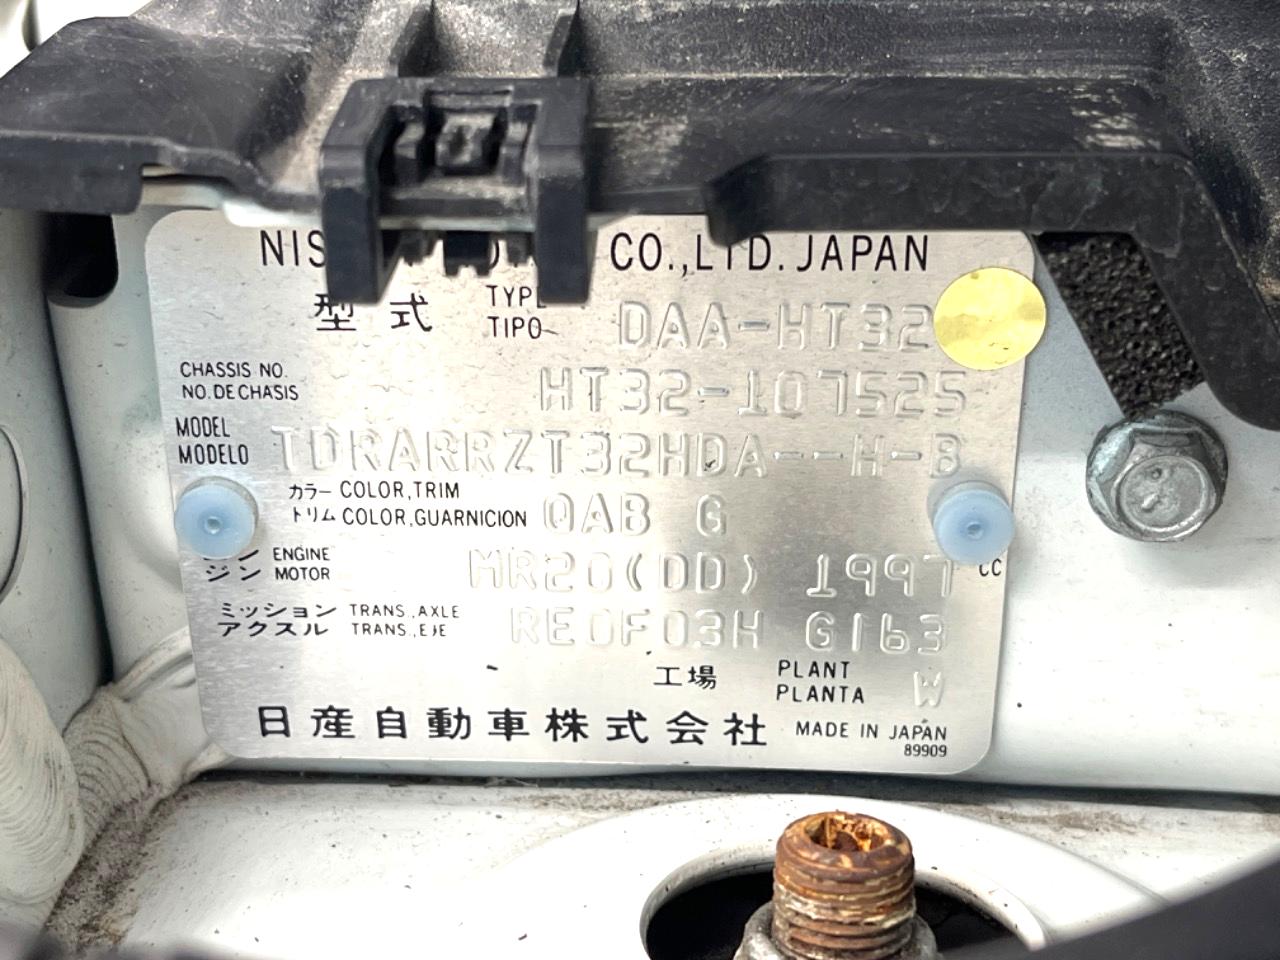 CO.,LTD. JAPAN
型式 TYPE DAA-HT32
TIPO
CHASSIS NO. HT32-107525
NO. DE CHASIS
MODEL TDRARRZT32HDA--H-B
MODELO
カラー COLOR,TRIM QAB G
トリム COLOR,GUARNICION
ENGINE MR20(DD) 1997 CC
ジン MOTOR
ミッション TRANS.,AXLE RE0F03H G163
アクスル TRANS.,EJE
工場 PLANT W
PLANTA
日産自動車株式会社 MADE IN JAPAN
89909